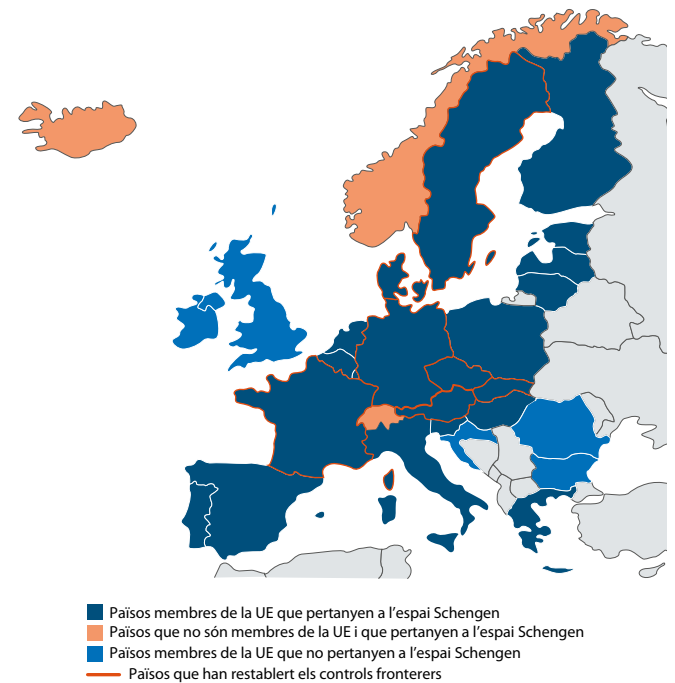 Països membres de la UE que pertanyen a l’espai Schengen
Països que no són membres de la UE i que pertanyen a l’espai Schengen
Països membres de la UE que no pertanyen a l’espai Schengen
Països que han restablert els controls fronterers